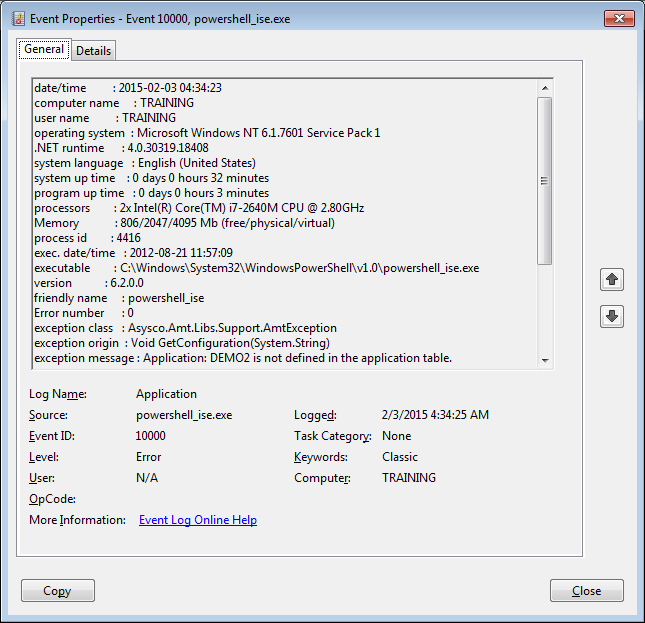 Event Properties - Event 10000, powershell_ise.exe
General
Details
date/time : 2015-02-03 04:34:23
computer name : TRAINING
user name : TRAINING
operating system : Microsoft Windows NT 6.1.7601 Service Pack 1
.NET runtime : 4.0.30319.18408
system language : English (United States)
system up time : 0 days 0 hours 32 minutes
program up time : 0 days 0 hours 3 minutes
processors : 2x Intel(R) Core(TM) i7-2640M CPU @ 2.80GHz
Memory : 806/2047/4095 Mb (free/physical/virtual)
process id : 4416
exec. date/time : 2012-08-21 11:57:09
executable : C:\Windows\System32\WindowsPowerShell\v1.0\powershell_ise.exe
version : 6.2.0.0
friendly name : powershell_ise
Error number : 0
exception class : Asysco.Amt.Libs.Support.AmtException
exception origin : Void GetConfiguration(System.String)
exception message : Application: DEMO2 is not defined in the application table.
Log Name: Application
Source: powershell_ise.exe Logged: 2/3/2015 4:34:25 AM
Event ID: 10000 Task Category: None
Level: Error Keywords: Classic
User: N/A Computer: TRAINING
OpCode:
More Information: Event Log Online Help
Copy
Close